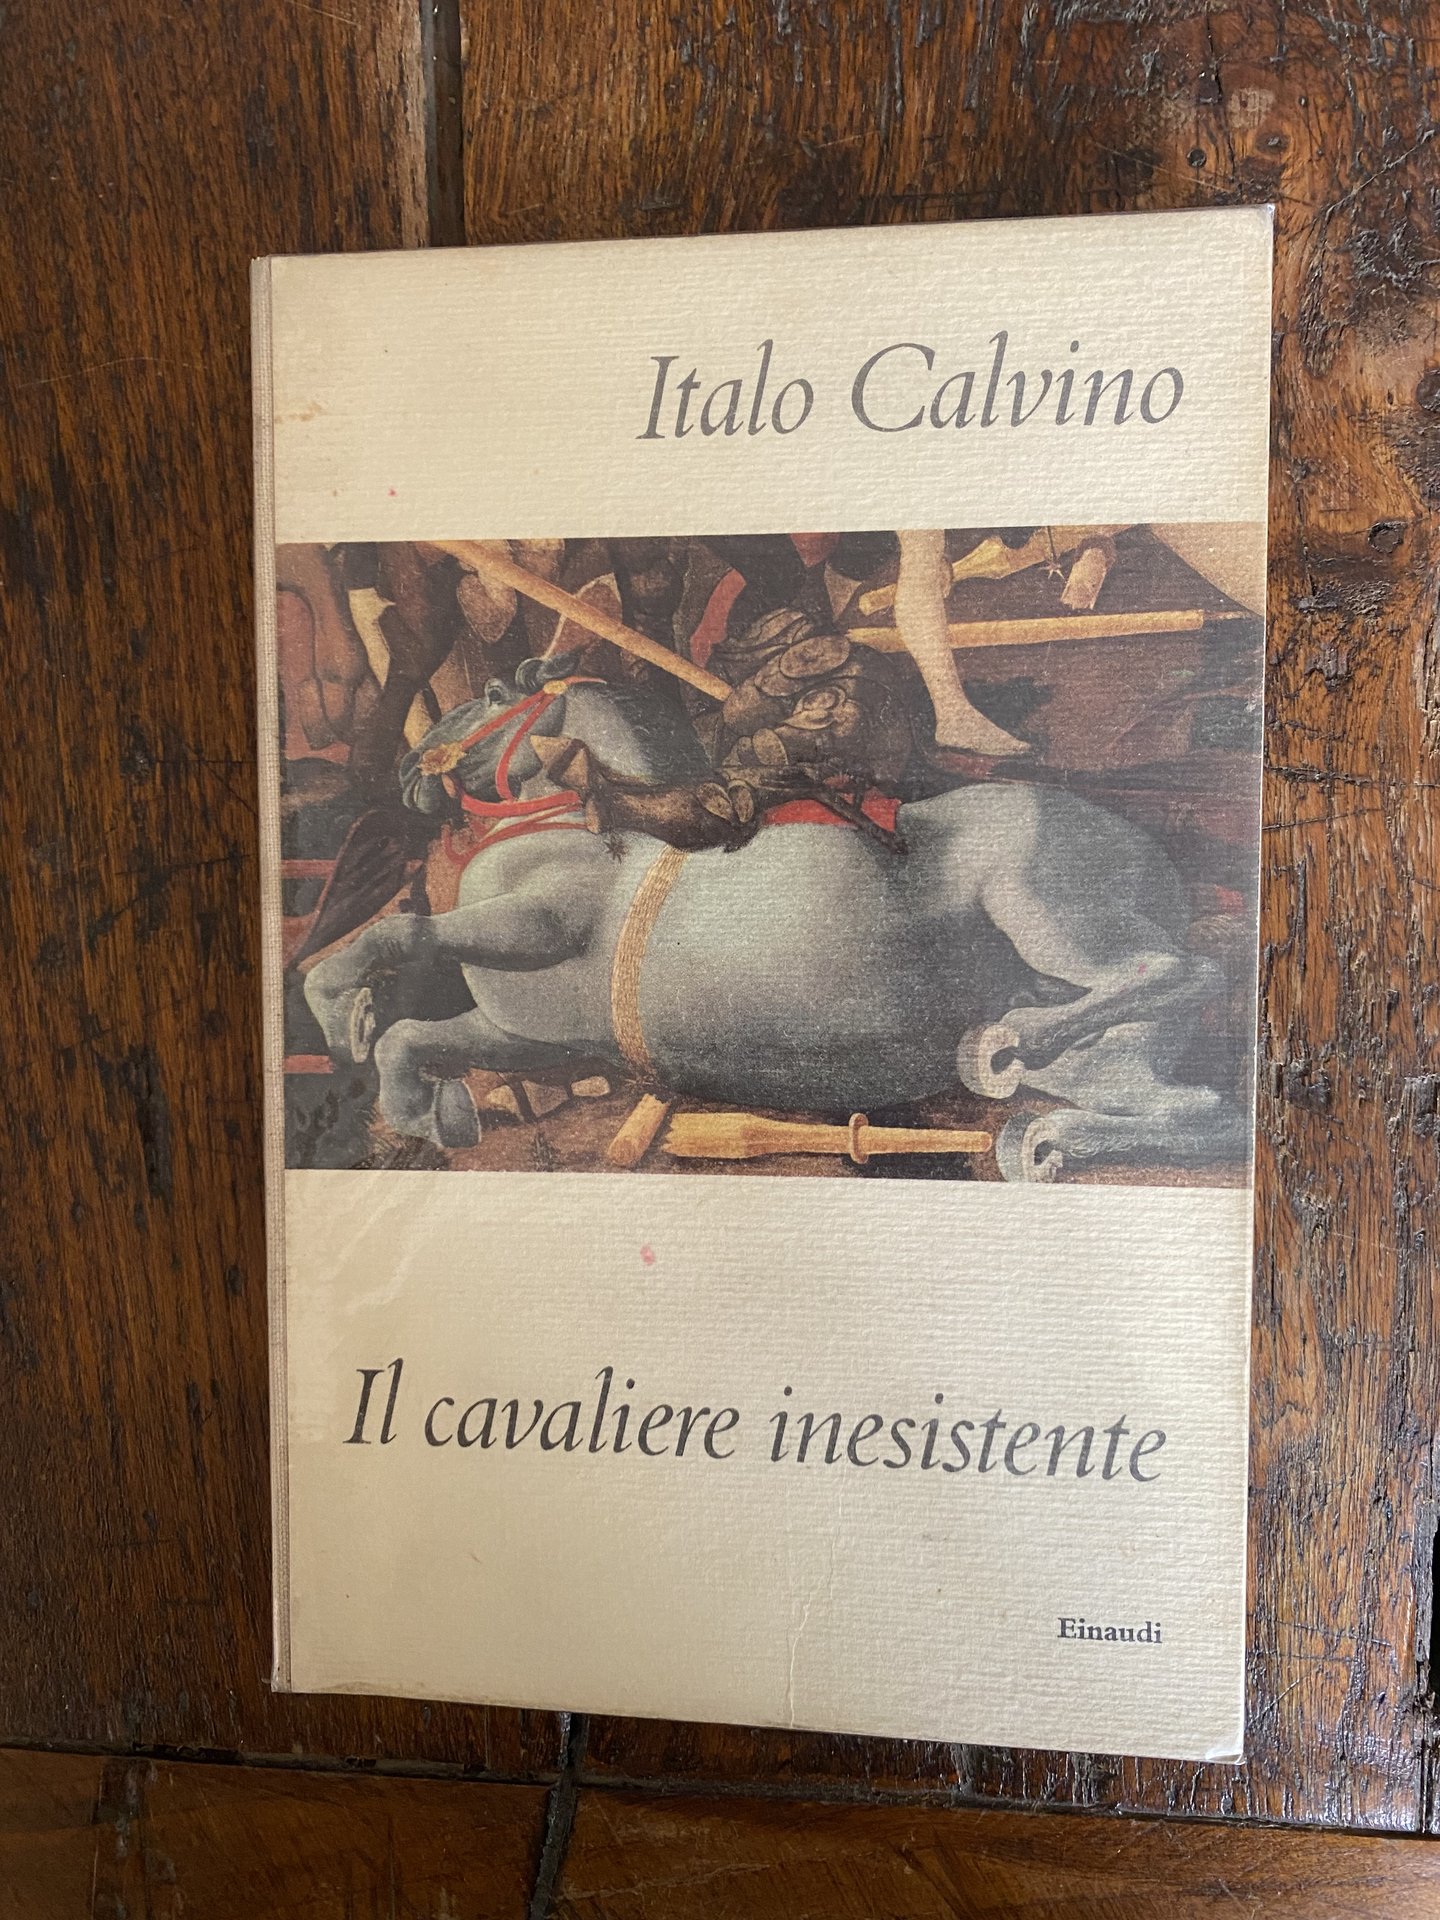 Italo Calvino
Il cavaliere inesistente
Einaudi